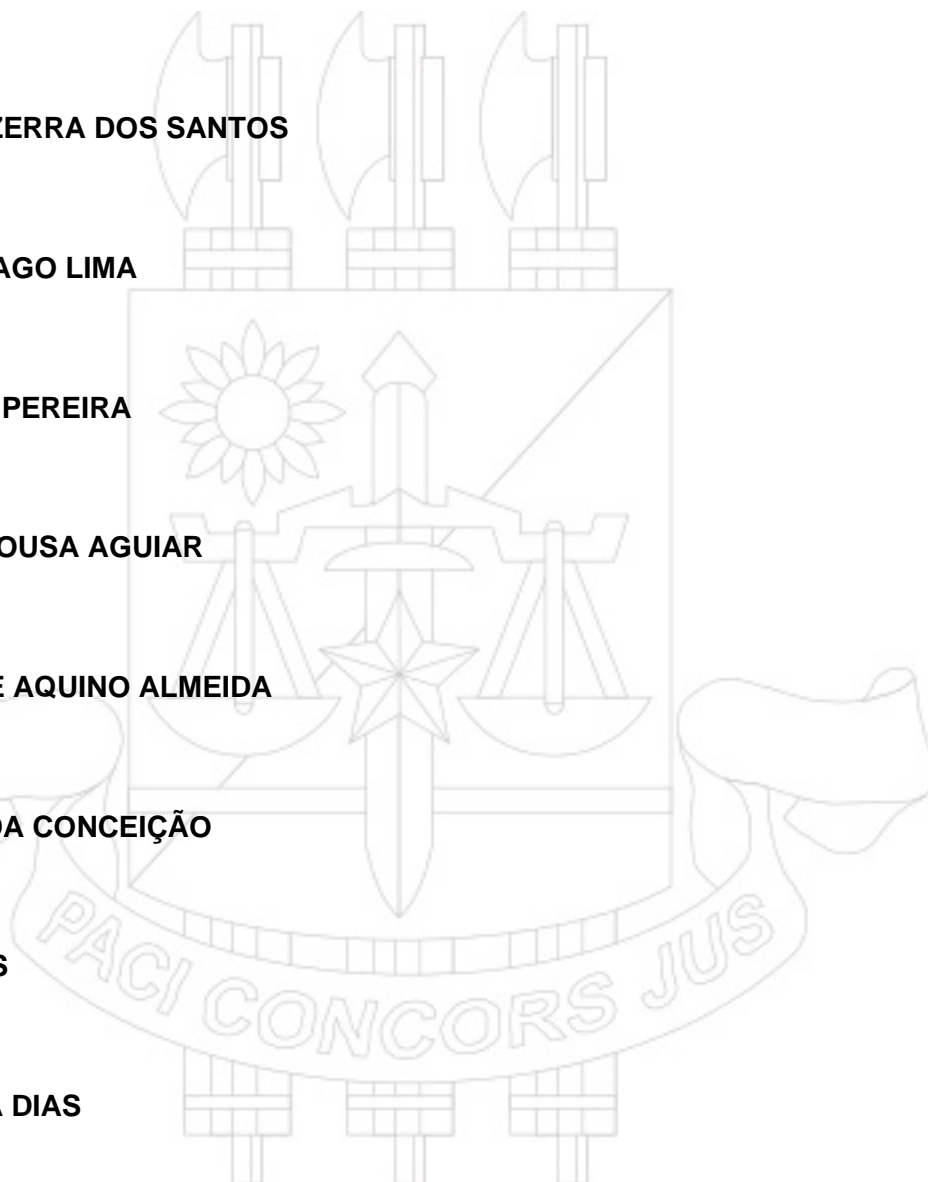 ZERRA DOS SANTOS
AGO LIMA
PEREIRA
OUSA AGUIAR
E AQUINO ALMEIDA
DA CONCEIÇÃO
S
A DIAS
PACI CONCORS JUS